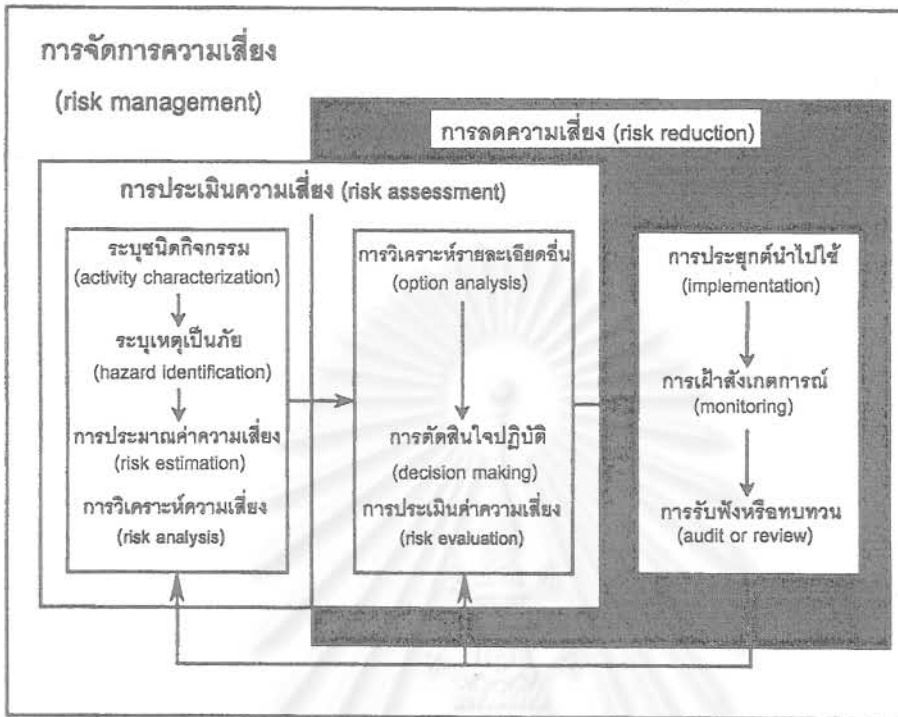 การจัดการความเสี่ยง
(risk management)
การลดความเสี่ยง (risk reduction)
การประเมินความเสี่ยง (risk assessment)
ระบุชนิดกิจกรรม
(activity characterization)
ระบุเหตุเป็นภัย
(hazard identification)
การประมาณค่าความเสี่ยง
(risk estimation)
การวิเคราะห์ความเสี่ยง
(risk analysis)
การวิเคราะห์รายละเอียดอื่น
(option analysis)
การตัดสินใจปฏิบัติ
(decision making)
การประเมินค่าความเสี่ยง
(risk evaluation)
การประยุกต์นำไปใช้
(implementation)
การเฝ้าสังเกตการณ์
(monitoring)
การรับฟังหรือทบทวน
(audit or review)